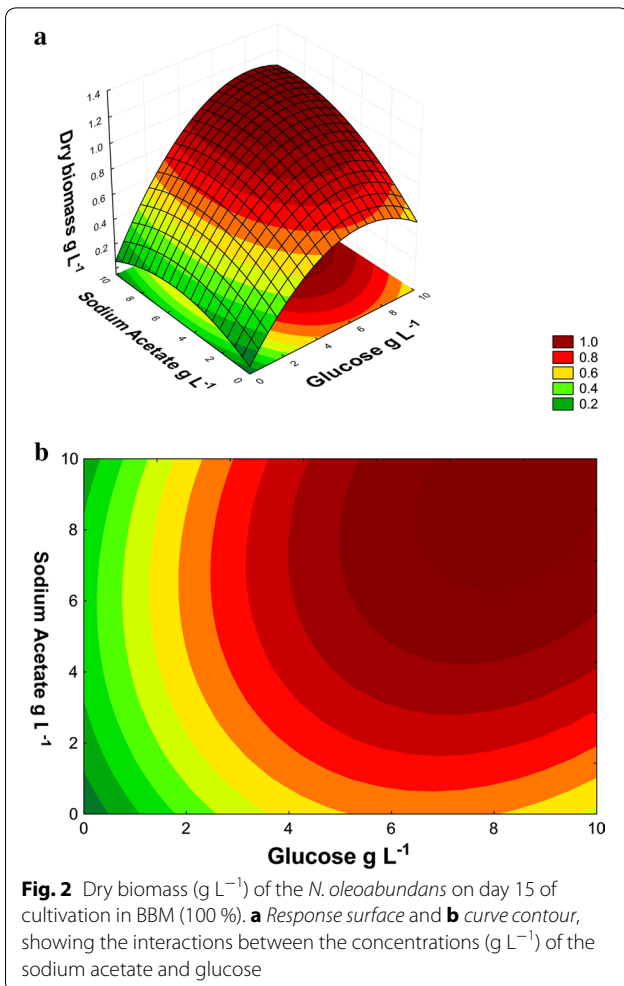 a
1.4
1.2
1.0
0.8
0.6
0.4
0.2
Dry biomass g L-1
10
8
6
4
2
0
Sodium Acetate g L-1
0
2
4
6
8
10
Glucose g L-1
1.0
0.8
0.6
0.4
0.2
b
10
8
6
4
2
0
Sodium Acetate g L-1
0 2 4 6 8 10
Glucose g L-1
Fig. 2 Dry biomass (g L−1) of the N. oleoabundans on day 15 of
cultivation in BBM (100 %). a Response surface and b curve contour,
showing the interactions between the concentrations (g L−1) of the
sodium acetate and glucose